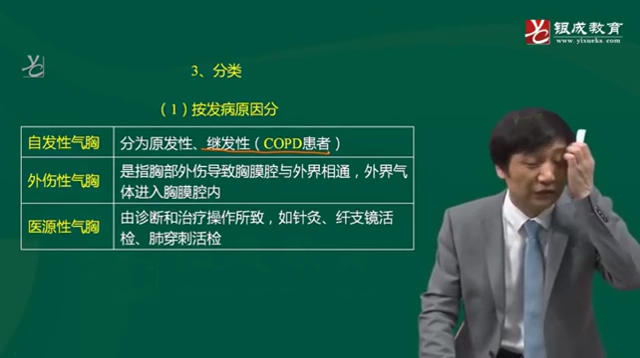 银成教育
www.yixueks.com
3、分类
（1）按发病原因分
自发性气胸
分为原发性、继发性（COPD患者）
外伤性气胸
是指胸部外伤导致胸膜腔与外界相通，外界气
体进入胸膜腔内
医源性气胸
由诊断和治疗操作所致，如针灸、纤支镜活
检、肺穿刺活检